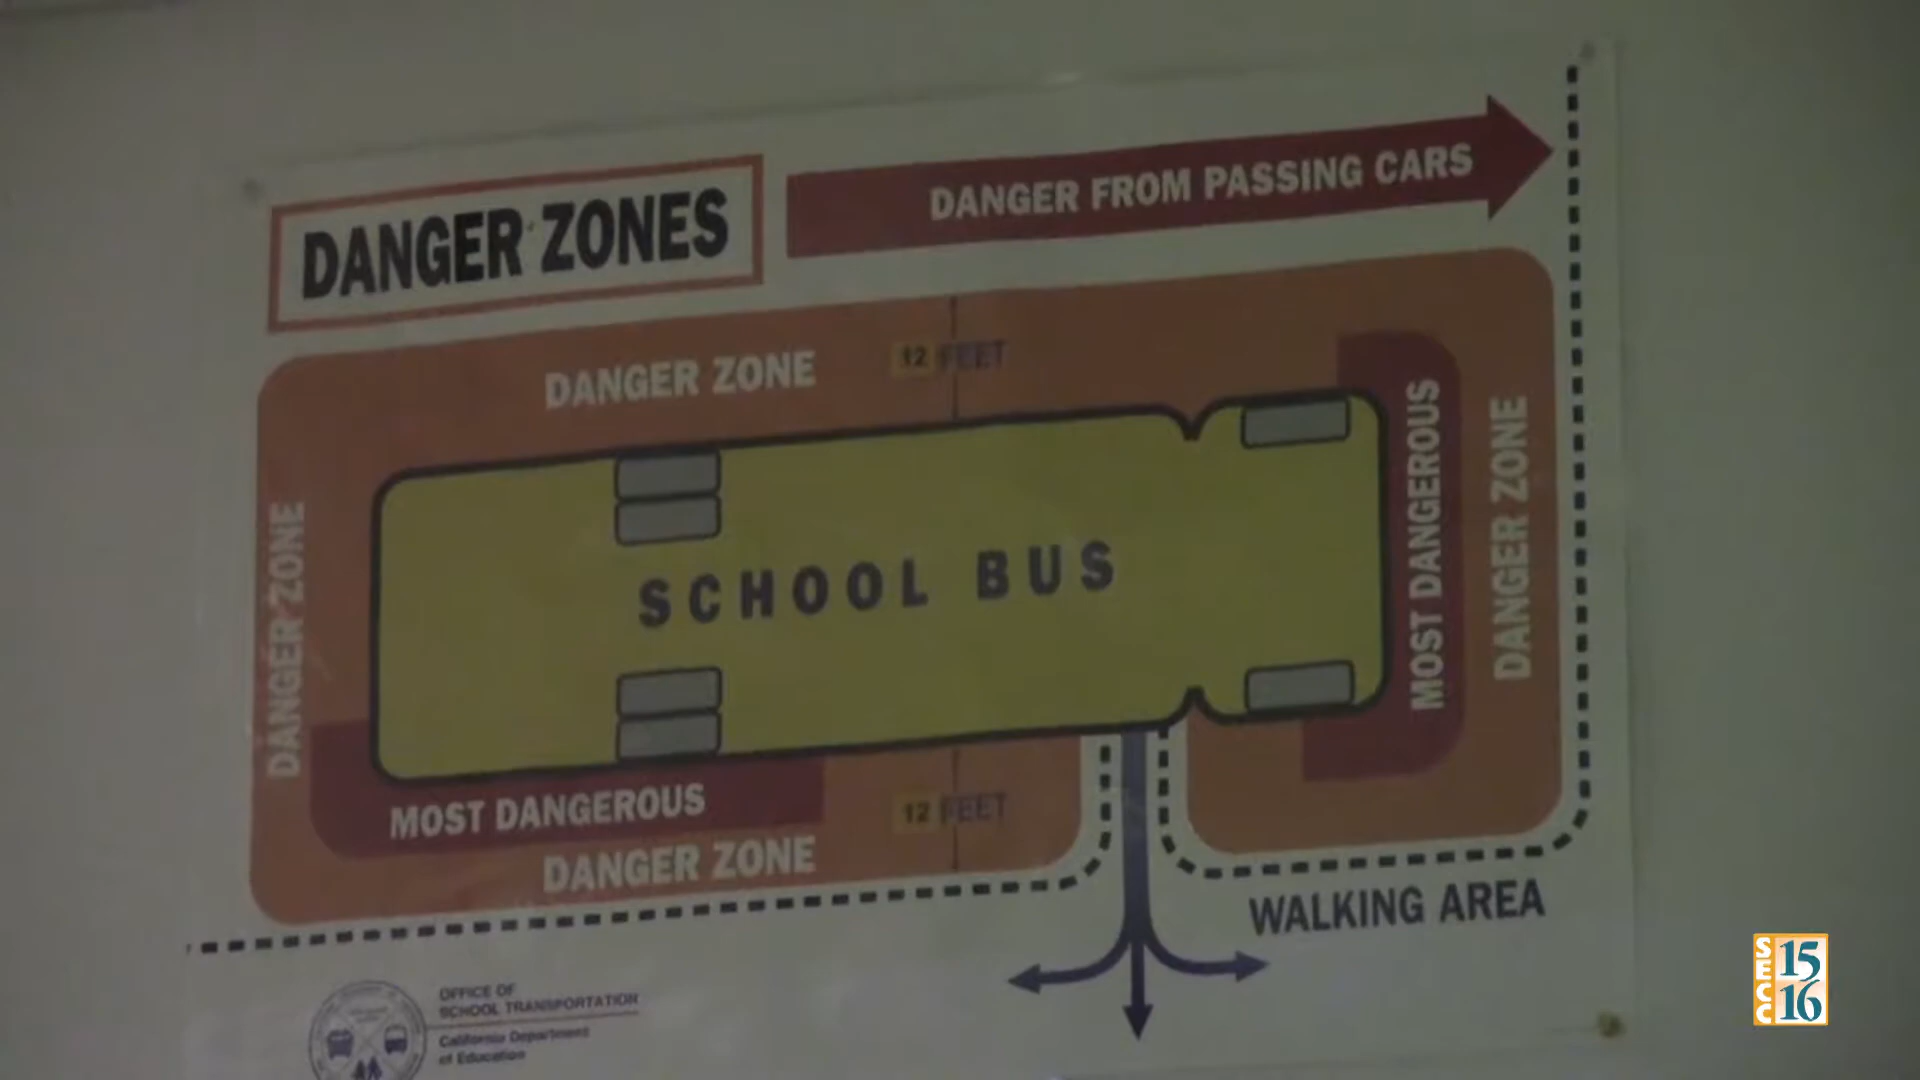 DANGER ZONES
DANGER FROM PASSING CARS
DANGER ZONE
12 FEET
DANGER ZONE
MOST DANGEROUS
DANGER ZONE
SCHOOL BUS
MOST DANGEROUS
12 FEET
DANGER ZONE
WALKING AREA
OFFICE OF
SCHOOL TRANSPORTATION
California Department
of Education
SECC
15
16